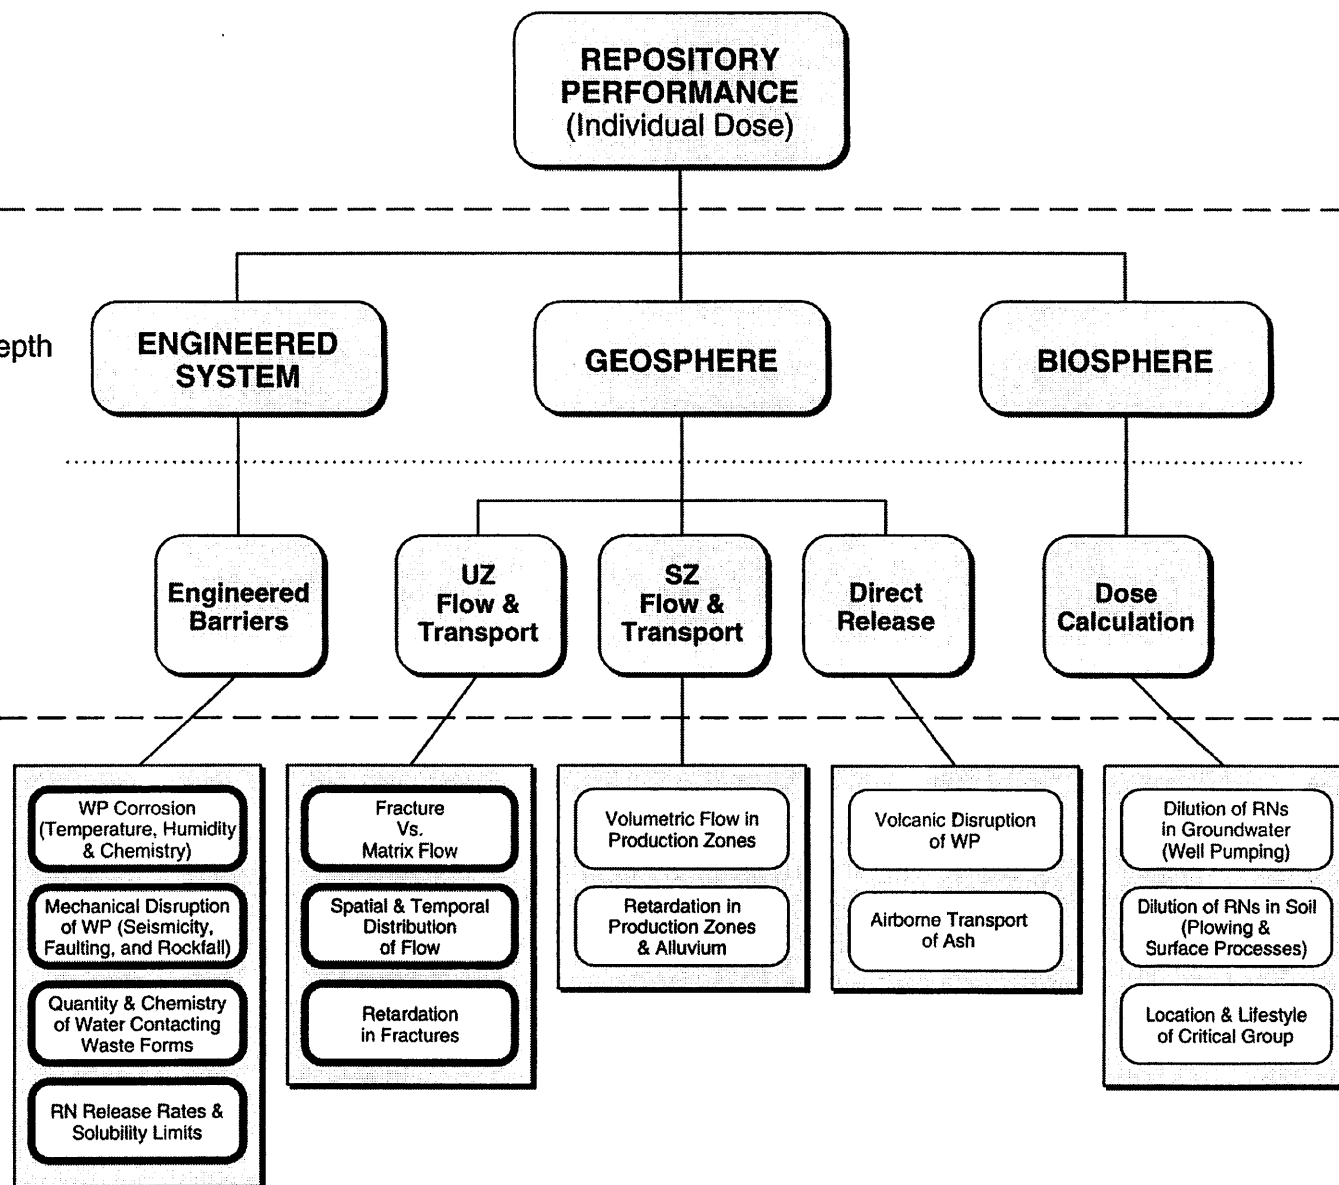 REPOSITORY
PERFORMANCE
(Individual Dose)
epth
ENGINEERED
SYSTEM
GEOSPHERE
BIOSPHERE
Engineered
Barriers
UZ
Flow &
Transport
SZ
Flow &
Transport
Direct
Release
Dose
Calculation
WP Corrosion
(Temperature, Humidity
& Chemistry)
Mechanical Disruption
of WP (Seismicity,
Faulting, and Rockfall)
Quantity & Chemistry
of Water Contacting
Waste Forms
RN Release Rates &
Solubility Limits
Fracture
Vs.
Matrix Flow
Spatial & Temporal
Distribution
of Flow
Retardation
in Fractures
Volumetric Flow in
Production Zones
Retardation in
Production Zones
& Alluvium
Volcanic Disruption
of WP
Airborne Transport
of Ash
Dilution of RNs
in Groundwater
(Well Pumping)
Dilution of RNs in Soil
(Plowing &
Surface Processes)
Location & Lifestyle
of Critical Group